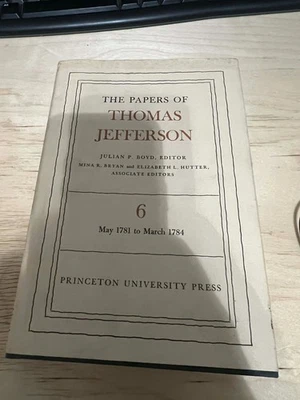 THE PAPERS OF
THOMAS
JEFFERSON
JULIAN P. BOYD, EDITOR
MINA R. BRYAN and ELIZABETH L. HUTTER,
ASSOCIATE EDITORS
6
May 1781 to March 1784
PRINCETON UNIVERSITY PRESS